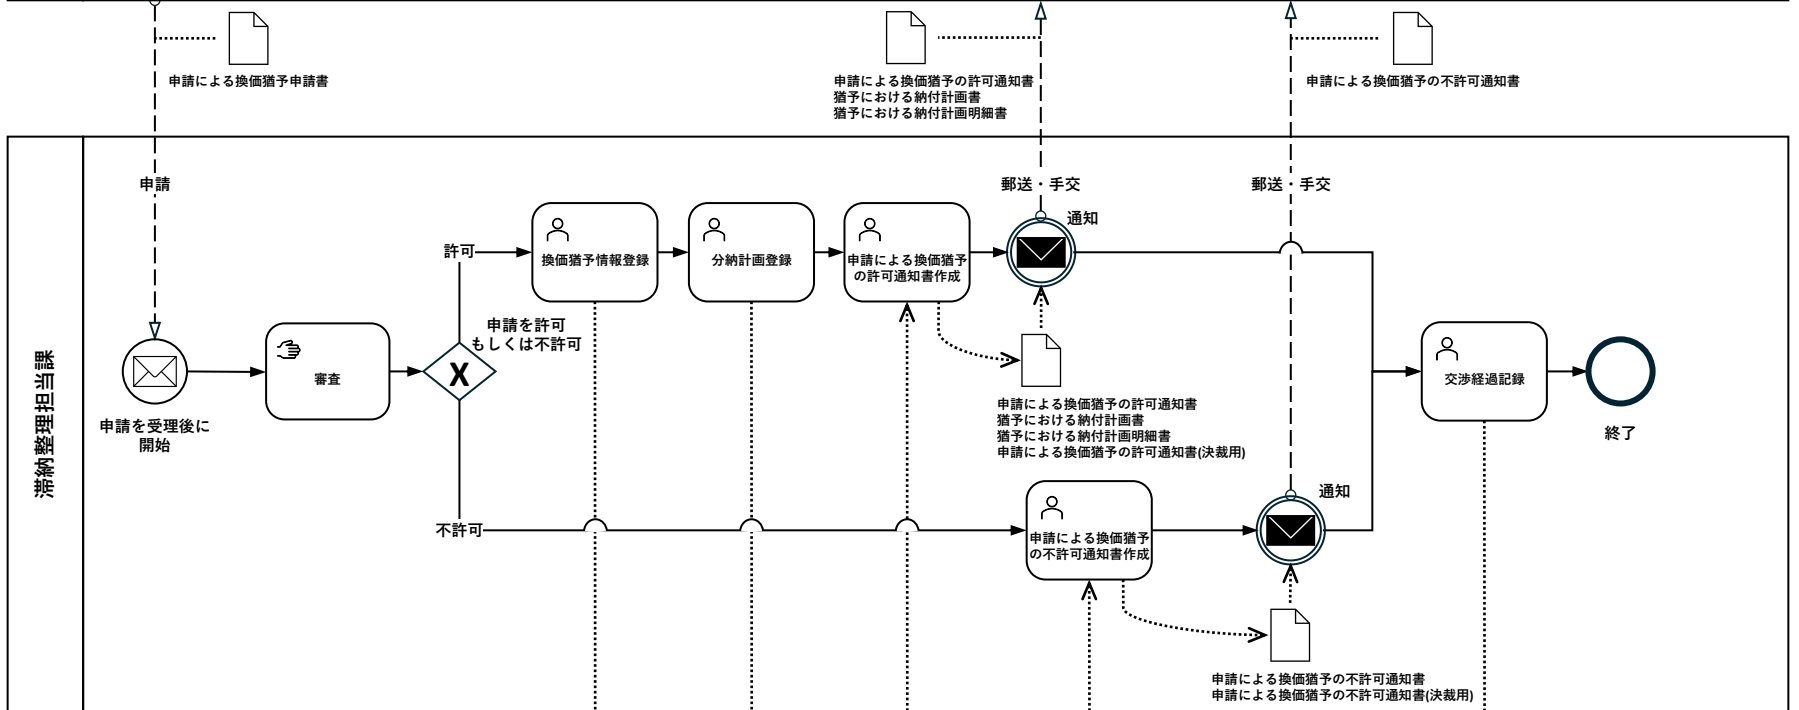 申請による換価猶予申請書
申請による換価猶予の許可通知書
猶予における納付計画書
猶予における納付計画明細書
申請による換価猶予の不許可通知書
申請
郵送・手交
郵送・手交
通知
許可
換価猶予情報登録
分納計画登録
申請による換価猶予
の許可通知書作成
申請を許可
もしくは不許可
滞納整理担当課
審査
X
申請を受理後に
開始
交渉経過記録
終了
申請による換価猶予の許可通知書
猶予における納付計画書
猶予における納付計画明細書
申請による換価猶予の許可通知書(決裁用)
通知
不許可
申請による換価猶予
の不許可通知書作成
申請による換価猶予の不許可通知書
申請による換価猶予の不許可通知書(決裁用)